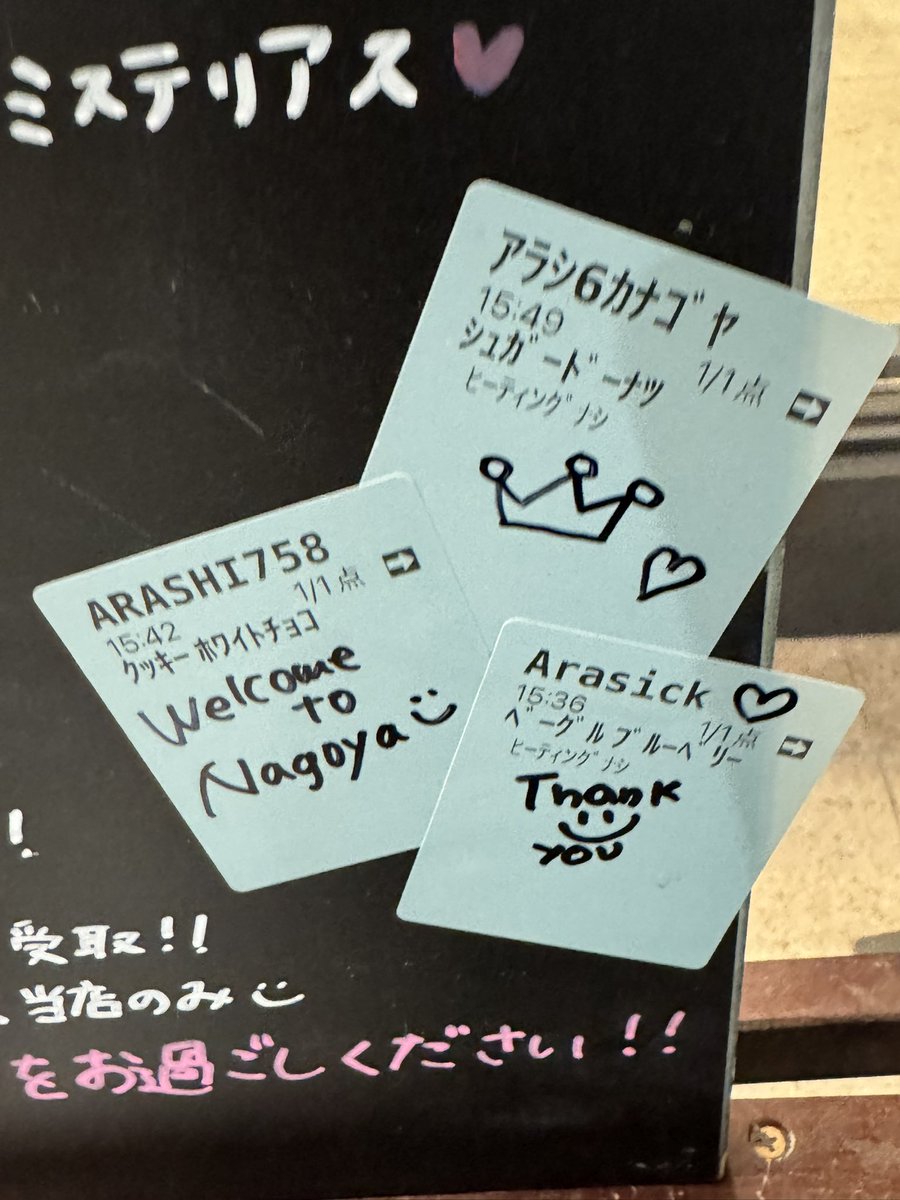 ミステリアス
アラシ6カナゴヤ
15:49
1/1点
シュガードーナツ
ヒーティングナシ
ARASHI758
15:42
1/1点
クッキーホワイトチョコ
Welcome
to
Nagoya
Arasick
15:36
1/1点
ベーグルブルーベリー
ヒーティングナシ
Thank
YOU
!
受取!!
、当店のみ
をお過ごしください!!